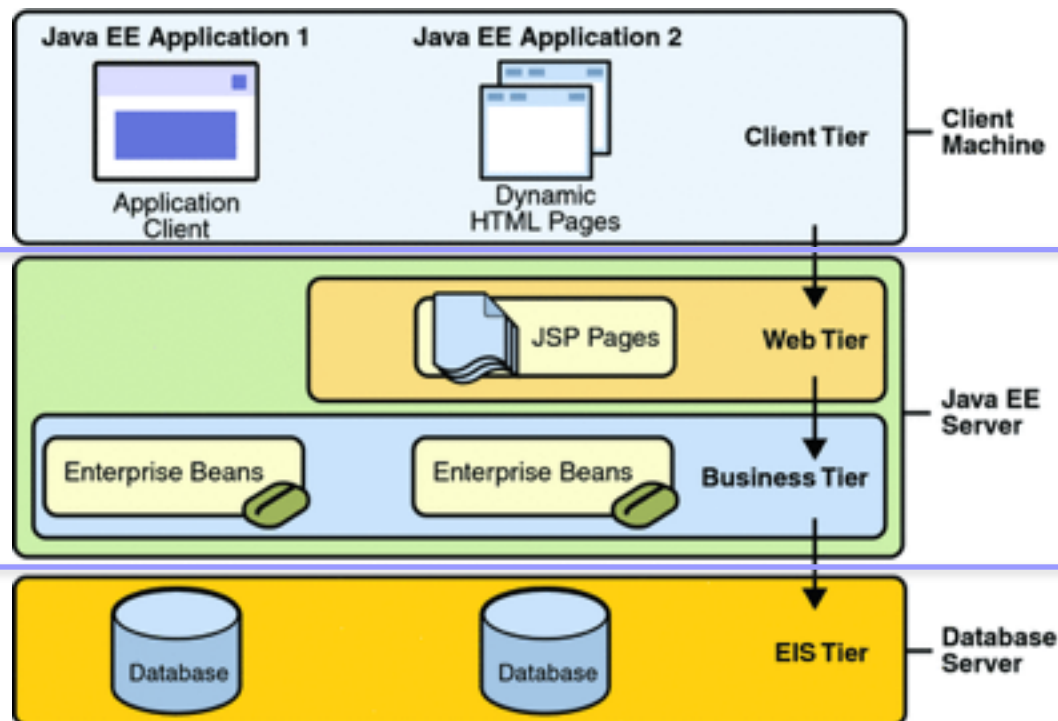 Java EE Application 1
Java EE Application 2
Application
Client
Dynamic
HTML Pages
Client Tier
Client
Machine
JSP Pages
Web Tier
Java EE
Server
Enterprise Beans
Enterprise Beans
Business Tier
Database
Database
EIS Tier
Database
Server